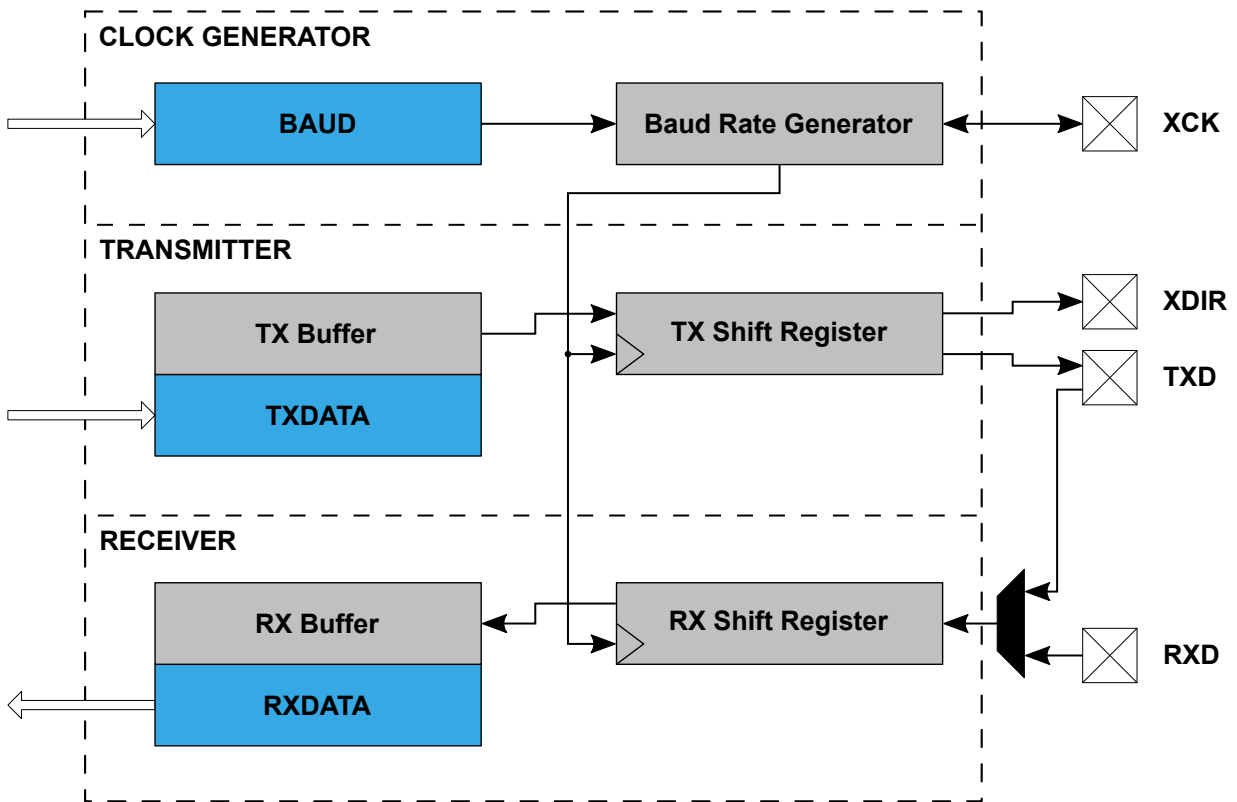 CLOCK GENERATOR
BAUD
Baud Rate Generator
XCK
TRANSMITTER
TX Buffer
TX Shift Register
XDIR
TXD
TXDATA
RECEIVER
RX Buffer
RX Shift Register
RXD
RXDATA